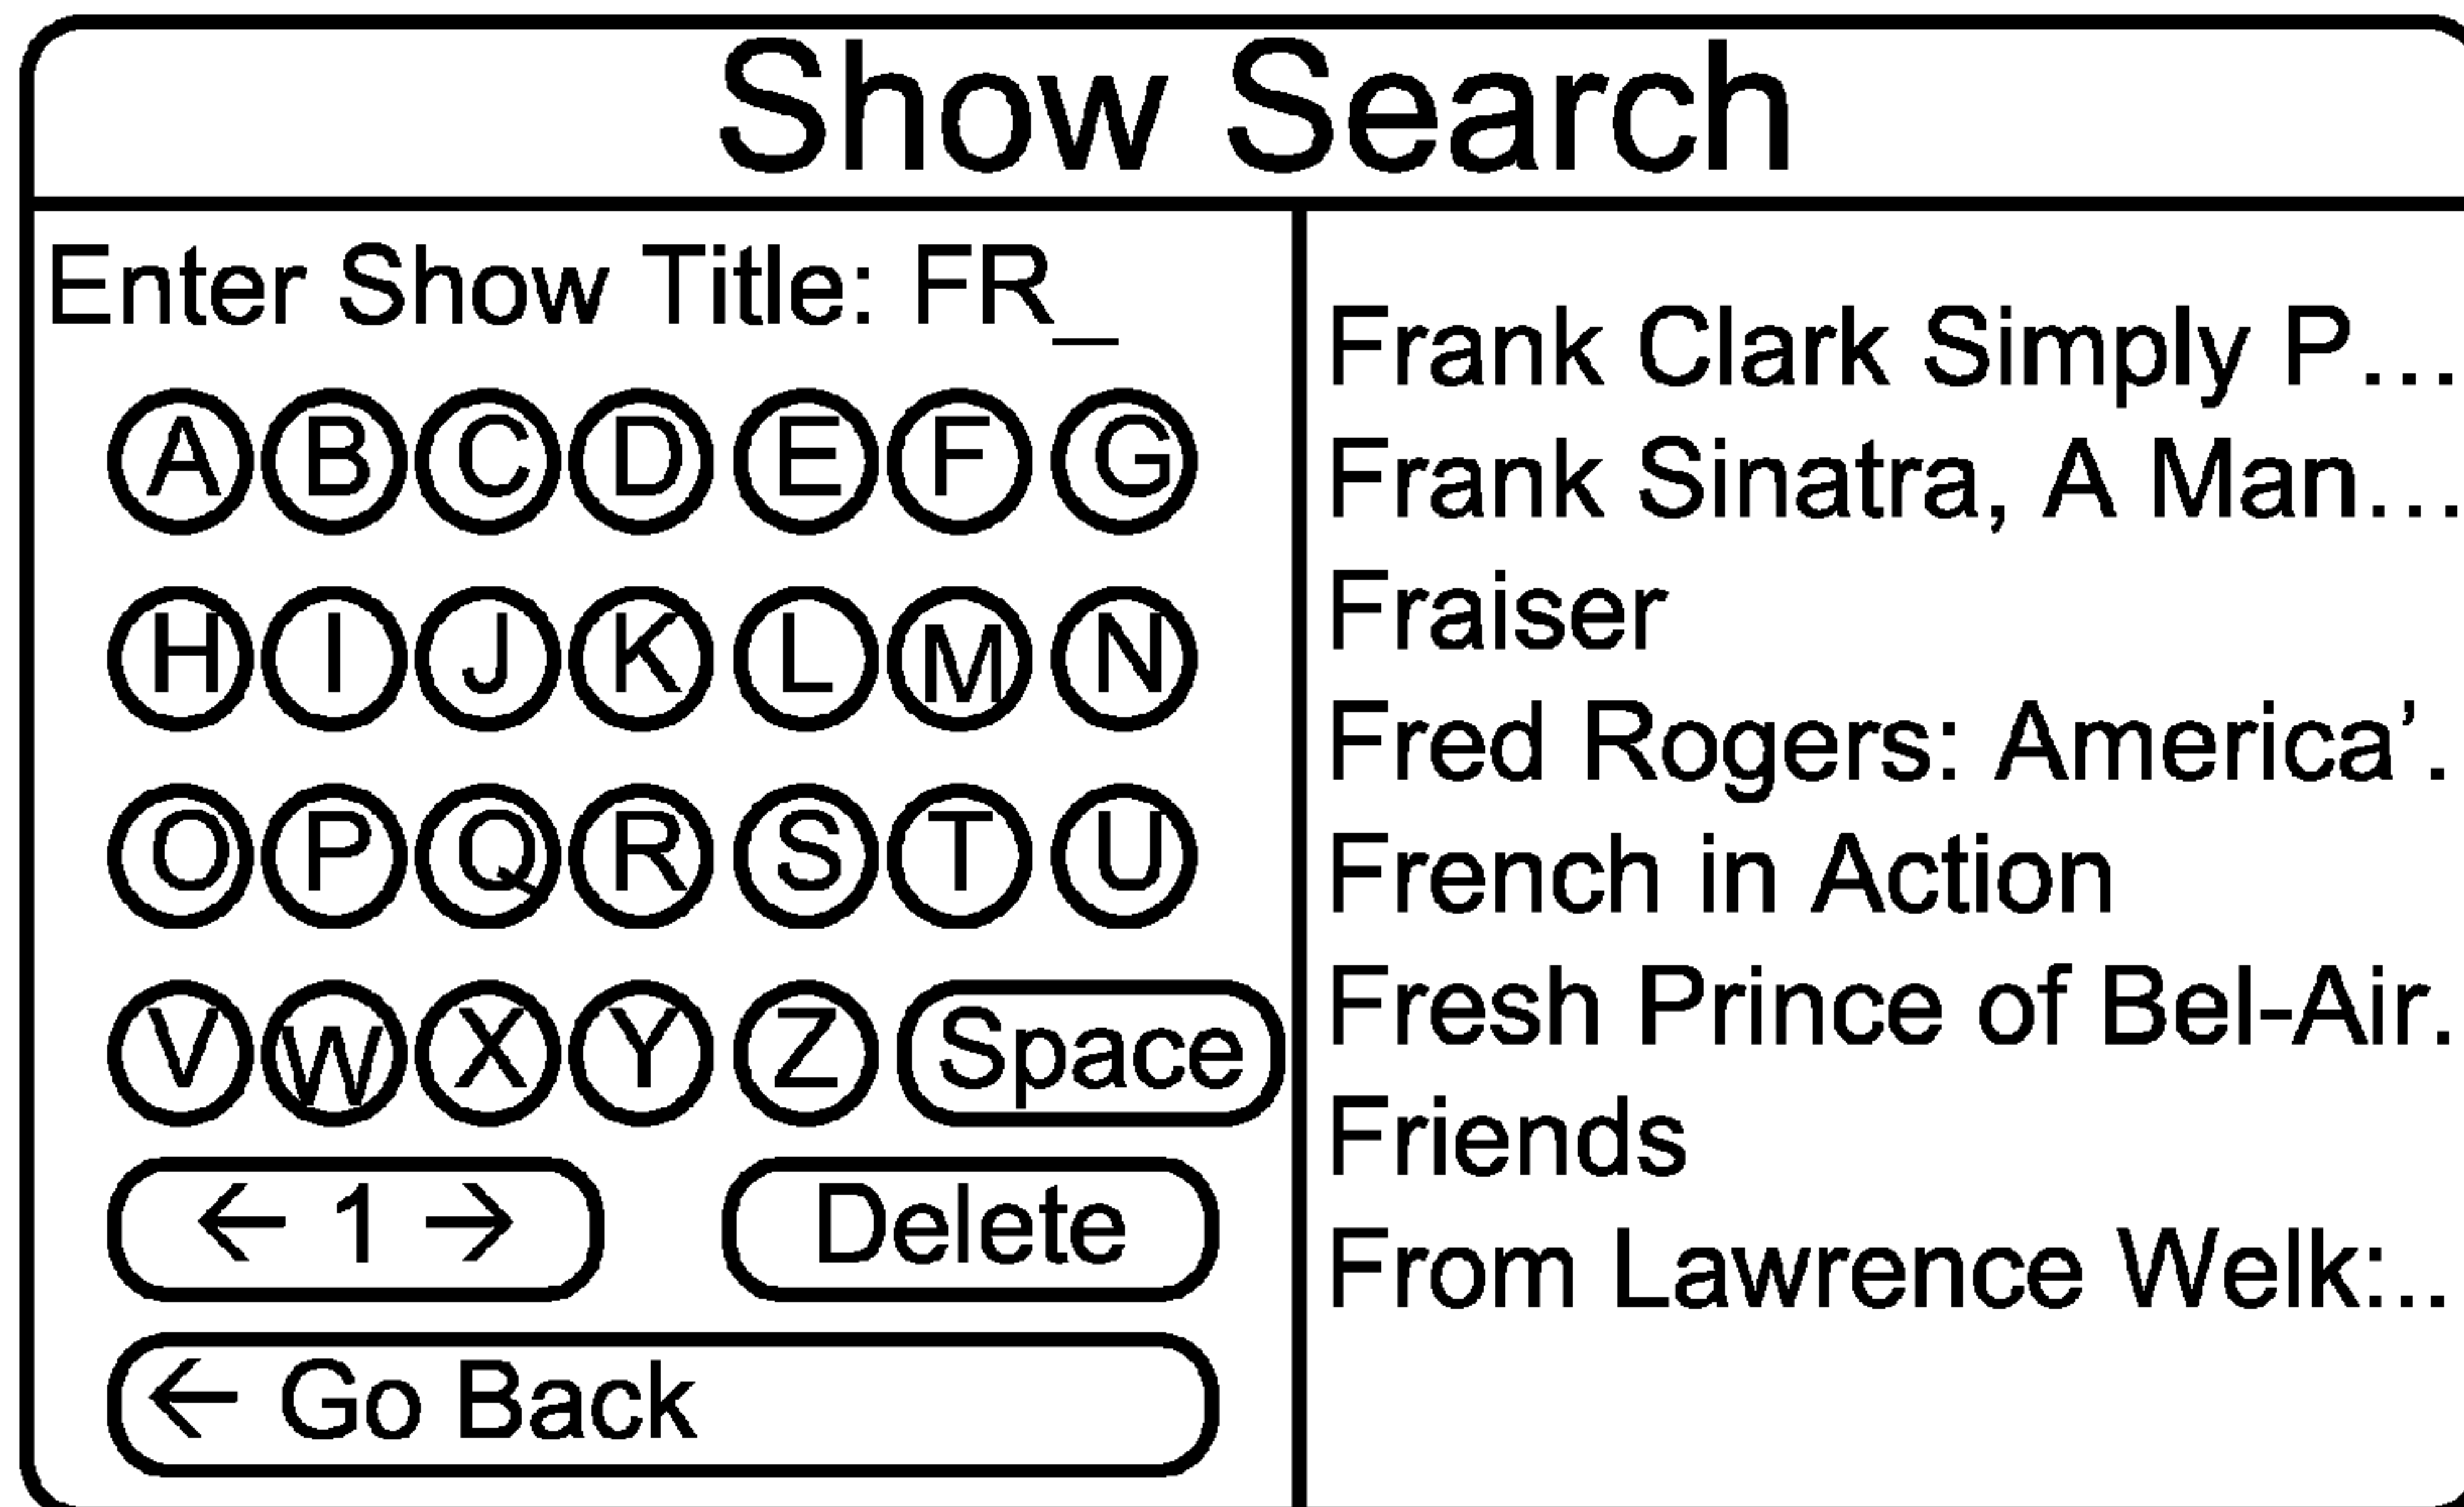 Show Search
Enter Show Title: FR_
A B C D E F G
H I J K L M N
O P Q R S T U
V W X Y Z Space
← 1 → Delete
← Go Back
Frank Clark Simply P...
Frank Sinatra, A Man...
Fraiser
Fred Rogers: America’.
French in Action
Fresh Prince of Bel-Air.
Friends
From Lawrence Welk:...